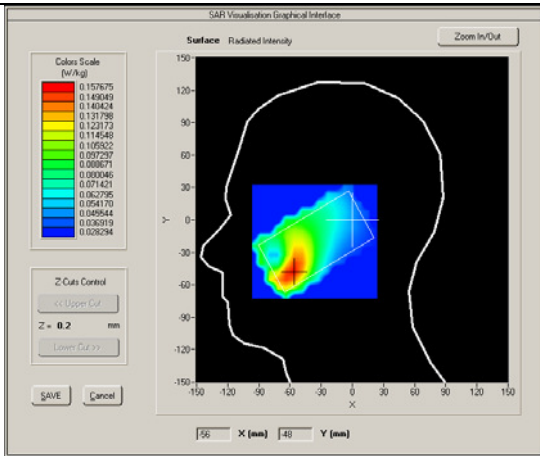 SAR Visualisation Graphical Interface
Surface Radiated Intensity
Zoom In/Out
Colors Scale
(W/kg)
0.157675
0.149049
0.140424
0.131798
0.123173
0.114548
0.105922
0.097297
0.088671
0.080046
0.071421
0.062795
0.054170
0.045544
0.036919
0.028294
Z Cuts Control
<< Upper Cut
Z = 0.2 mm
Lower Cut >>
SAVE Cancel
150
120
90
60
30
Y 0
-30
-60
-90
-120
-150
-150 -120 -90 -60 -30 0 30 60 90 120 150
X
-56 X (mm) -48 Y (mm)